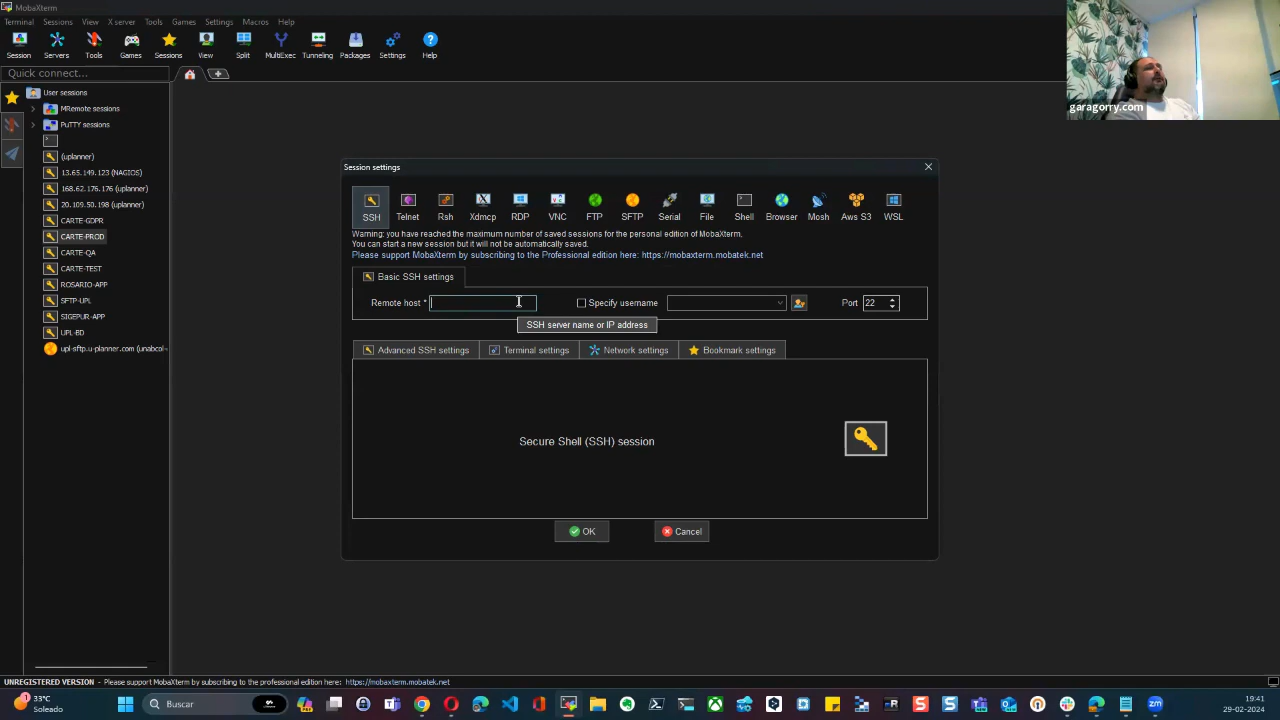 MobaXterm
Terminal Sessions View X server Tools Games Settings Macros Help
Session Servers Tools Games Sessions View Split MultiExec Tunneling Packages Settings Help
Quick connect...
garagorry.com
User sessions
MRemote sessions
PuTTY sessions
(uplanner)
13.65.149.123 (NAGIOS)
168.62.176.176 (uplanner)
20.109.50.198 (uplanner)
CARTE-GDPR
CARTE-PROD
CARTE-QA
CARTE-TEST
ROSARIO-APP
SFTP-UPL
SIGEPUR-APP
UPL-BD
upl-sftp.u-planner.com (unabcol
Session settings
SSH Telnet Rsh Xdmcp RDP VNC FTP SFTP Serial File Shell Browser Mosh Aws S3 WSL
Warning: you have reached the maximum number of saved sessions for the personal edition of MobaXterm.
You can start a new session but it will not be automatically saved.
Please support MobaXterm by subscribing to the Professional edition here: https://mobaxterm.mobatek.net
Basic SSH settings
Remote host * Specify username Port 22
SSH server name or IP address
Advanced SSH settings Terminal settings Network settings Bookmark settings
Secure Shell (SSH) session
OK Cancel
UNREGISTERED VERSION - Please support MobaXterm by subscribing to the professional edition here: https://mobaxterm.mobatek.net
1
33°C
Soleado
Buscar
19:41
29-02-2024